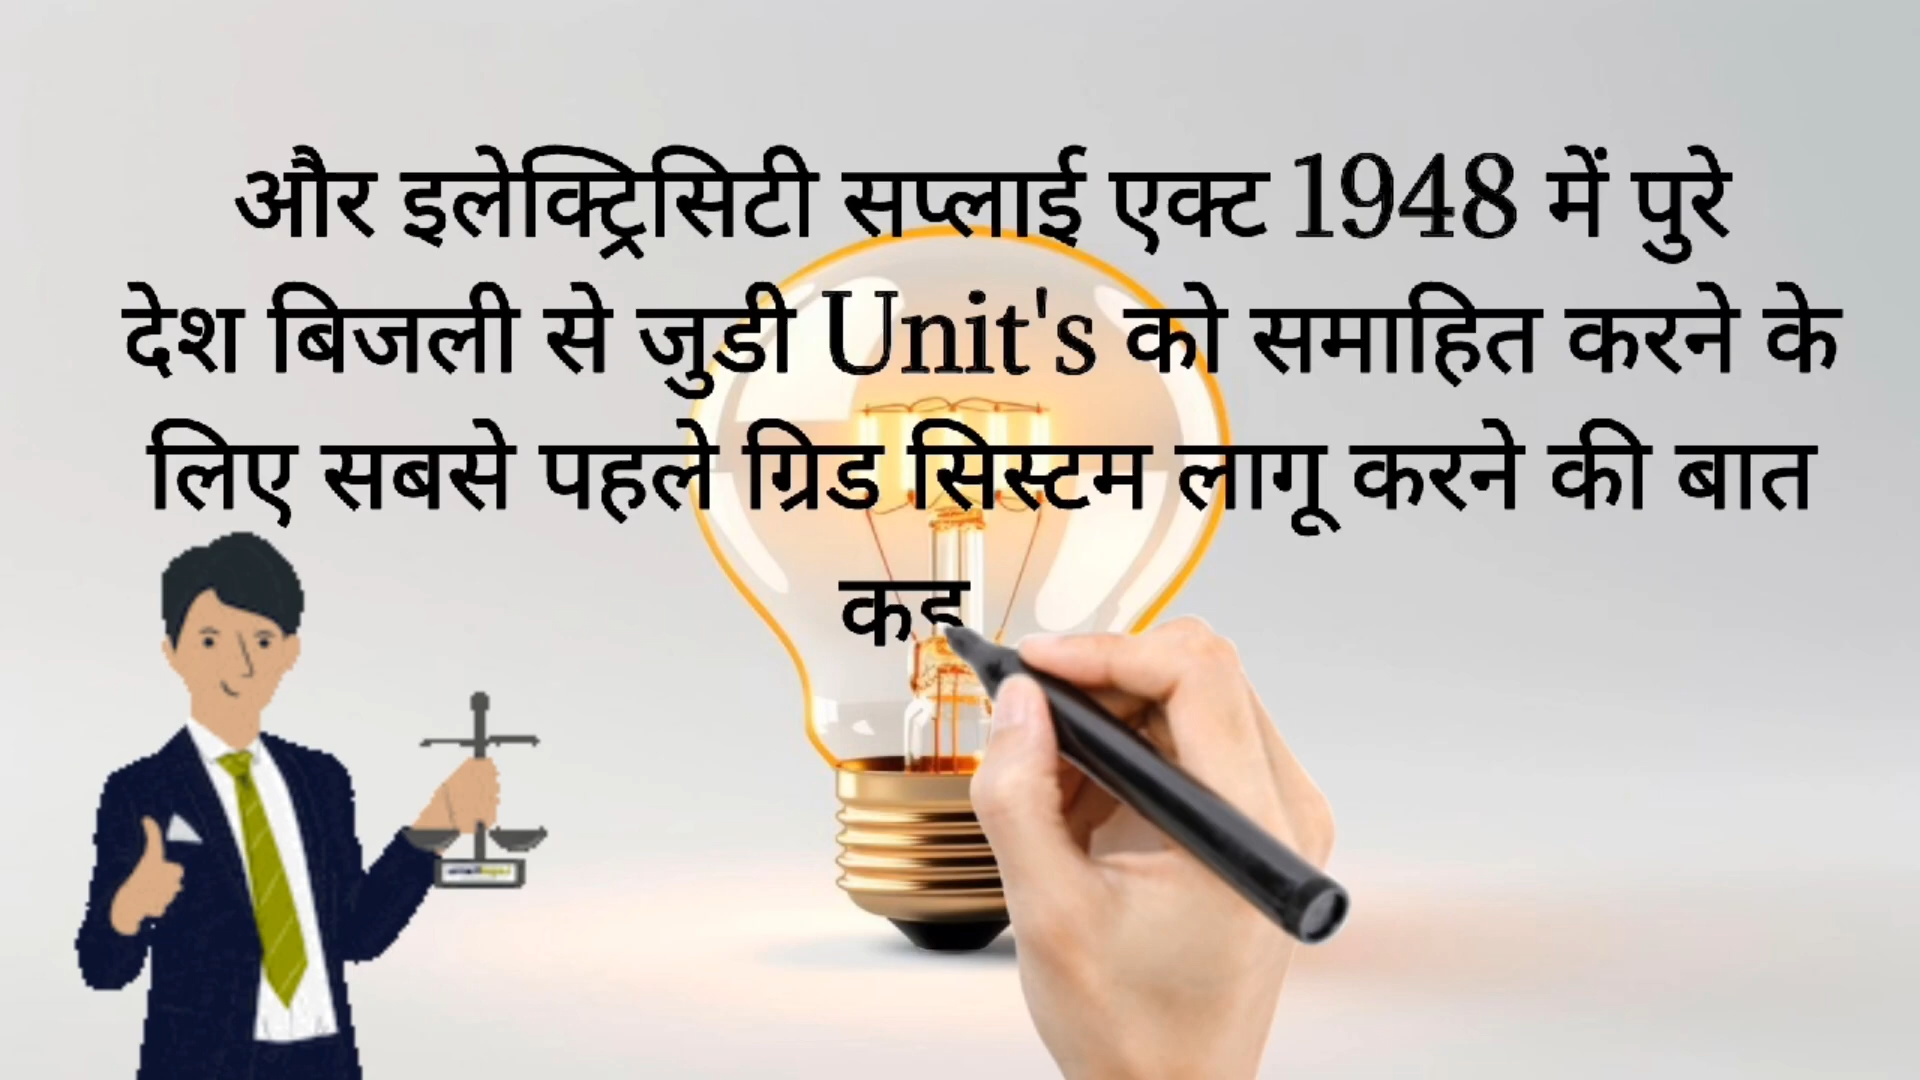 और इलेक्ट्रिसिटी सप्लाई एक्ट 1948 में पुरे
देश बिजली से जुडी Unit's को समाहित करने के
लिए सबसे पहले ग्रिड सिस्टम लागू करने की बात